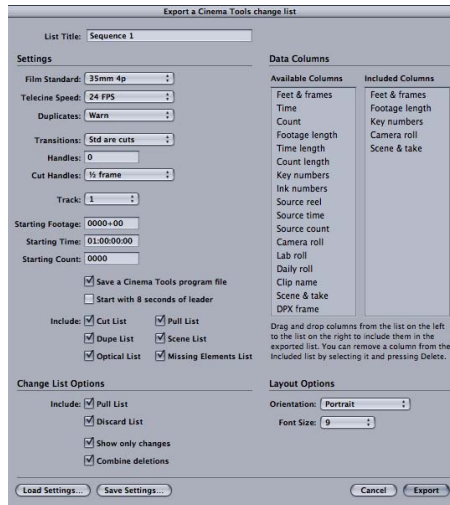 Export a Cinema Tools change list
List Title: Sequence 1
Settings
Film Standard: 35mm 4p
Telecine Speed: 24 FPS
Duplicates: Warn
Transitions: Std are cuts
Handles: 0
Cut Handles: ½ frame
Track: 1
Starting Footage: 0000+00
Starting Time: 01:00:00:00
Starting Count: 0000
Save a Cinema Tools program file
Start with 8 seconds of leader
Include: Cut List Pull List
Dupe List Scene List
Optical List Missing Elements List
Data Columns
Available Columns Included Columns
Feet & frames Feet & frames
Time Footage length
Count Key numbers
Footage length Camera roll
Time length Scene & take
Count length
Key numbers
Ink numbers
Source reel
Source time
Source count
Camera roll
Lab roll
Daily roll
Clip name
Scene & take
DPX frame
Drag and drop columns from the list on the left
to the list on the right to include them in the
exported list. You can remove a column from the
Included list by selecting it and pressing Delete.
Change List Options
Include: Pull List
Discard List
Show only changes
Combine deletions
Layout Options
Orientation: Portrait
Font Size: 9
Load Settings... Save Settings... Cancel Export